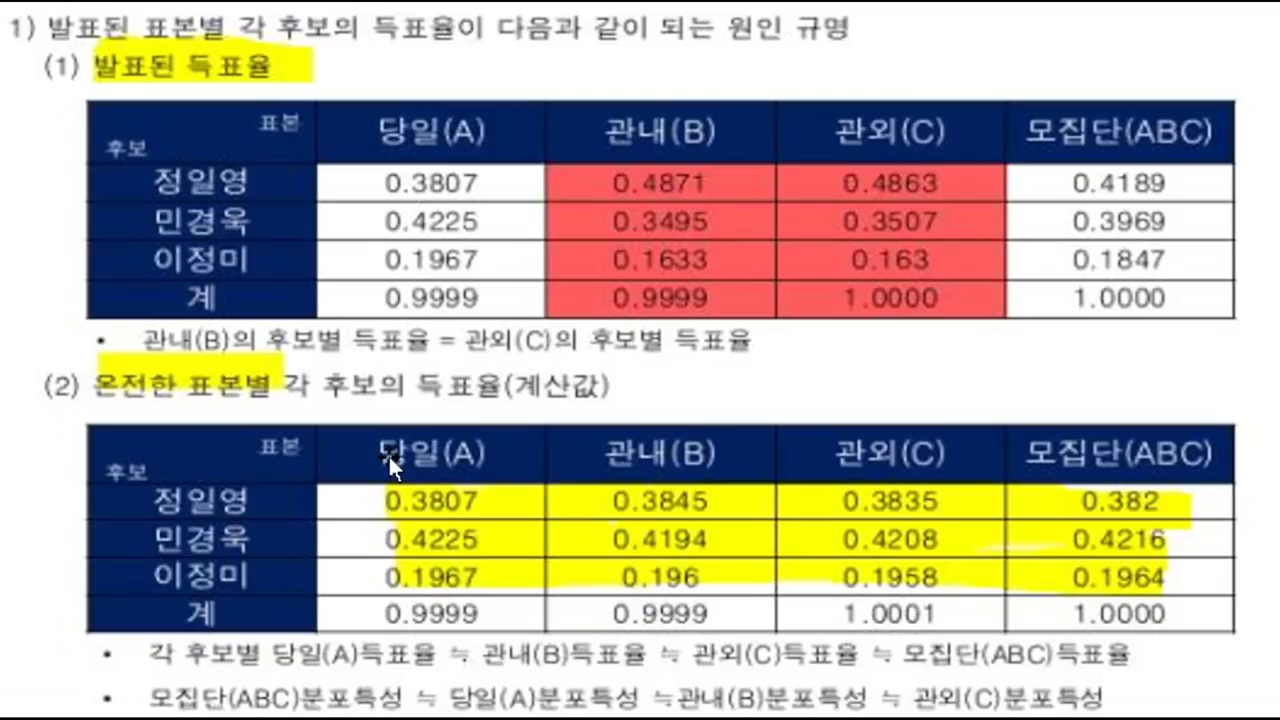 1) 발표된 표본별 각 후보의 득표율이 다음과 같이 되는 원인 규명
(1) 발표된 득표율
표본 후보 당일(A) 관내(B) 관외(C) 모집단(ABC)
정일영 0.3807 0.4871 0.4863 0.4189
민경욱 0.4225 0.3495 0.3507 0.3969
이정미 0.1967 0.1633 0.163 0.1847
계 0.9999 0.9999 1.0000 1.0000
• 관내(B)의 후보별 득표율 = 관외(C)의 후보별 득표율
(2) 온전한 표본별 각 후보의 득표율(계산값)
표본 후보 당일(A) 관내(B) 관외(C) 모집단(ABC)
정일영 0.3807 0.3845 0.3835 0.382
민경욱 0.4225 0.4194 0.4208 0.4216
이정미 0.1967 0.196 0.1958 0.1964
계 0.9999 0.9999 1.0001 1.0000
• 각 후보별 당일(A)득표율 ≒ 관내(B)득표율 ≒ 관외(C)득표율 ≒ 모집단(ABC)득표율
• 모집단(ABC)분포특성 ≒ 당일(A)분포특성 ≒관내(B)분포특성 ≒ 관외(C)분포특성